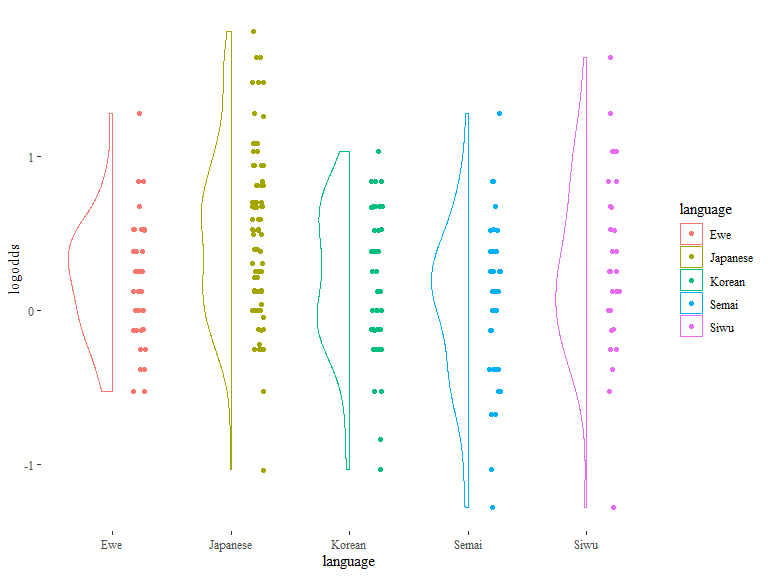 logodds
1
0
-1
Ewe Japanese Korean Semai Siwu
language
language
Ewe
Japanese
Korean
Semai
Siwu